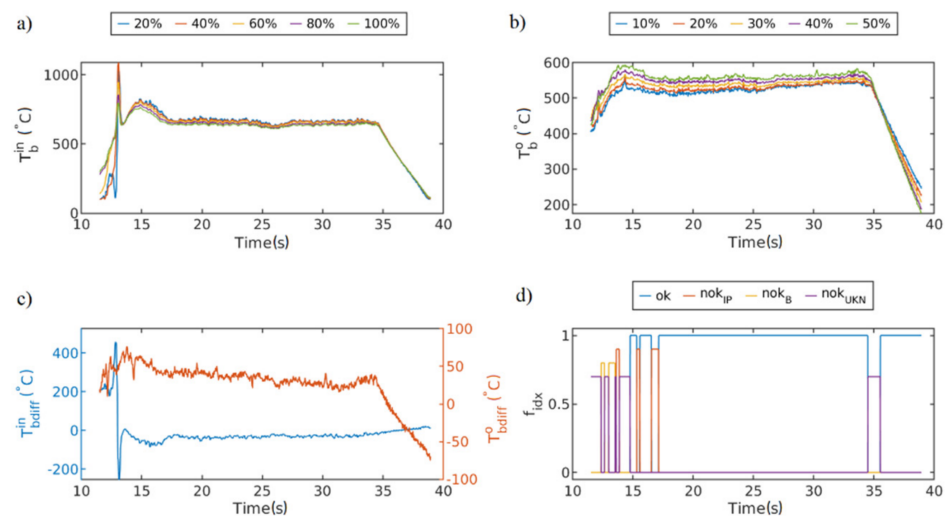 a)
20% 40% 60% 80% 100%
1000
500
0
T_b^in (°C)
10 15 20 25 30 35 40
Time(s)
b)
10% 20% 30% 40% 50%
600
500
400
300
200
T_b^o (°C)
10 15 20 25 30 35 40
Time(s)
c)
400
200
0
-200
T_bdiff^in (°C)
100
50
0
-50
-100
T_bdiff^o (°C)
10 15 20 25 30 35 40
Time(s)
d)
ok nok_IP nok_B nok_UKN
1
0.5
0
f_idx
10 15 20 25 30 35 40
Time(s)